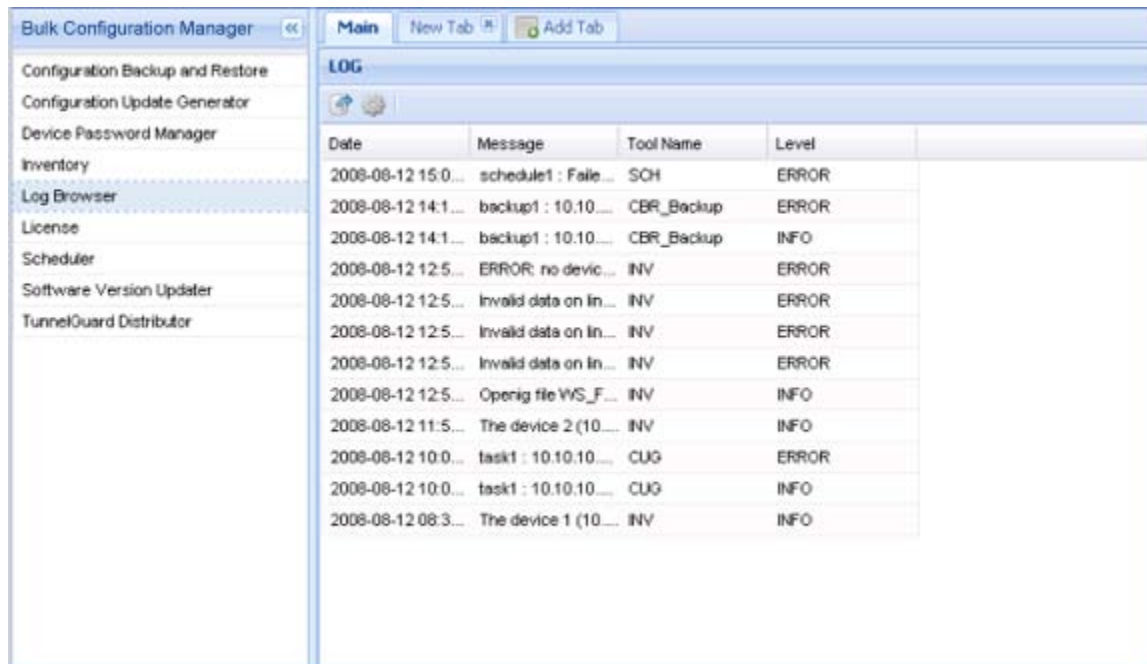 Bulk Configuration Manager
Configuration Backup and Restore
Configuration Update Generator
Device Password Manager
Inventory
Log Browser
License
Scheduler
Software Version Updater
TunnelGuard Distributor
Main New Tab Add Tab
LOG
Date Message Tool Name Level
2008-08-12 15:0... schedule1 : Faile... SCH ERROR
2008-08-12 14:1... backup1 : 10.10.... CBR_Backup ERROR
2008-08-12 14:1... backup1 : 10.10.... CBR_Backup INFO
2008-08-12 12:5... ERROR: no devic... INV ERROR
2008-08-12 12:5... Invalid data on lin... INV ERROR
2008-08-12 12:5... Invalid data on lin... INV ERROR
2008-08-12 12:5... Invalid data on lin... INV ERROR
2008-08-12 12:5... Openig file WS_F... INV INFO
2008-08-12 11:5... The device 2 (10.... INV INFO
2008-08-12 10:0... task1 : 10.10.10.... CUG ERROR
2008-08-12 10:0... task1 : 10.10.10.... CUG INFO
2008-08-12 08:3... The device 1 (10.... INV INFO